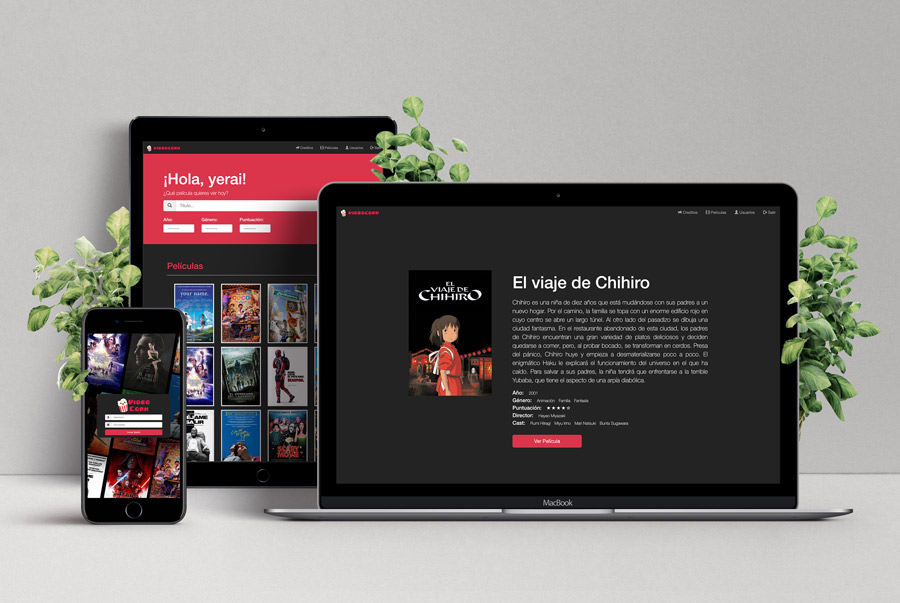 VIDEOCORN
Creditos Películas Usuarios
¡Hola, yerai!
¿Qué película quieres ver hoy?
Título...
Año: Género: Puntuación:
Películas
your name.
COCO
DEADPOOL
SCARY
MOVIE
VIDEO
CORN
VIDEOCORN
Creditos Películas Usuarios Salir
EL
VIAJE DE
CHIHIRO
El viaje de Chihiro
Chihiro es una niña de diez años que está mudándose con sus padres a un
nuevo hogar. Por el camino, la familia se topa con un enorme edificio rojo en
cuyo centro se abre un largo túnel. Al otro lado del pasadizo se dibuja una
ciudad fantasma. En el restaurante abandonado de esta ciudad, los padres
de Chihiro encuentran una gran variedad de platos deliciosos y deciden
quedarse a comer, pero, al probar bocado, se transforman en cerdos. Presa
del pánico, Chihiro huye y empieza a desmaterializarse poco a poco. El
enigmático Haku le explicará el funcionamiento del universo en el que ha
caído. Para salvar a sus padres, la niña tendrá que enfrentarse a la terrible
Yubaba, que tiene el aspecto de una arpía diabólica.
Año: 2001
Género: Animación Familia Fantasía
Puntuación: ★★★★☆
Director: Hayao Miyazaki
Cast: Rumi Hiiragi Miyu Irino Mari Natsuki Bunta Sugawara
Ver Película
MacBook